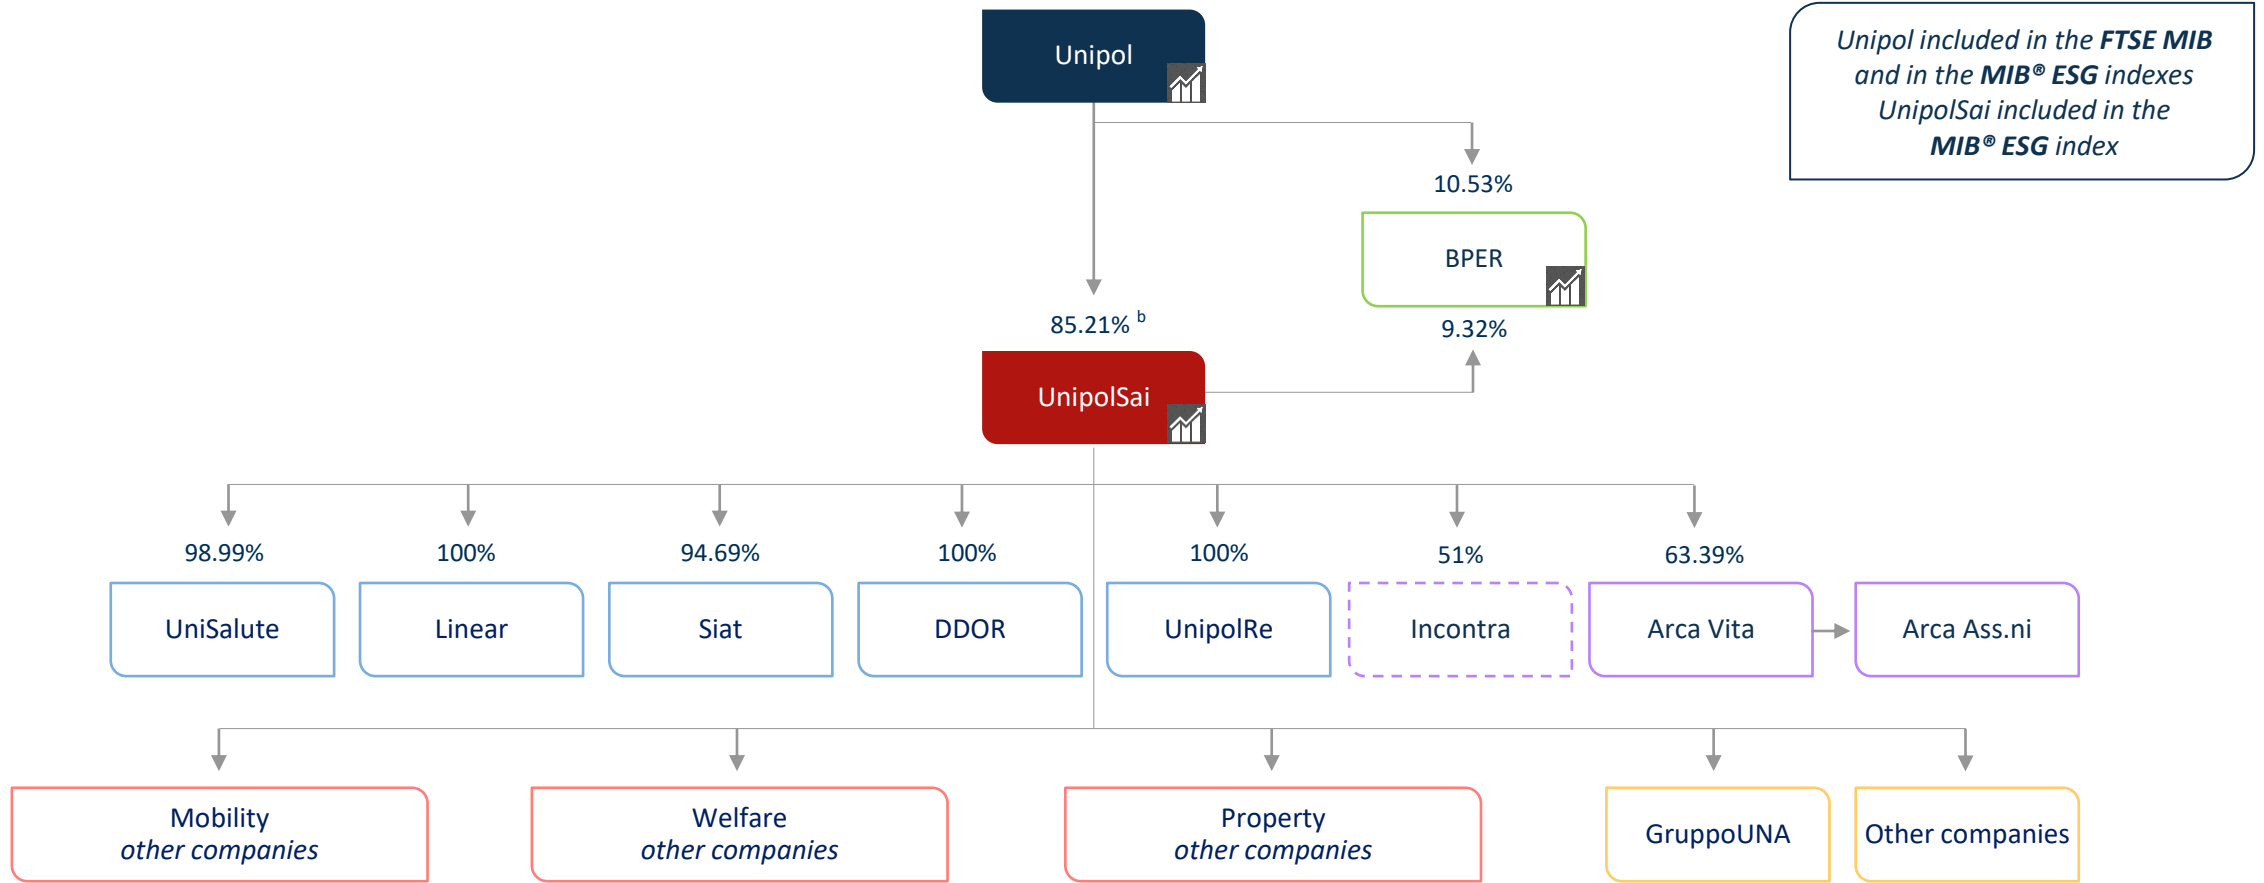 Unipol
Unipol included in the FTSE MIB
and in the MIB® ESG indexes
UnipolSai included in the
MIB® ESG index
10.53%
BPER
85.21% b
9.32%
UnipolSai
98.99%
100%
94.69%
100%
100%
51%
63.39%
UniSalute
Linear
Siat
DDOR
UnipolRe
Incontra
Arca Vita
Arca Ass.ni
Mobility
other companies
Welfare
other companies
Property
other companies
GruppoUNA
Other companies